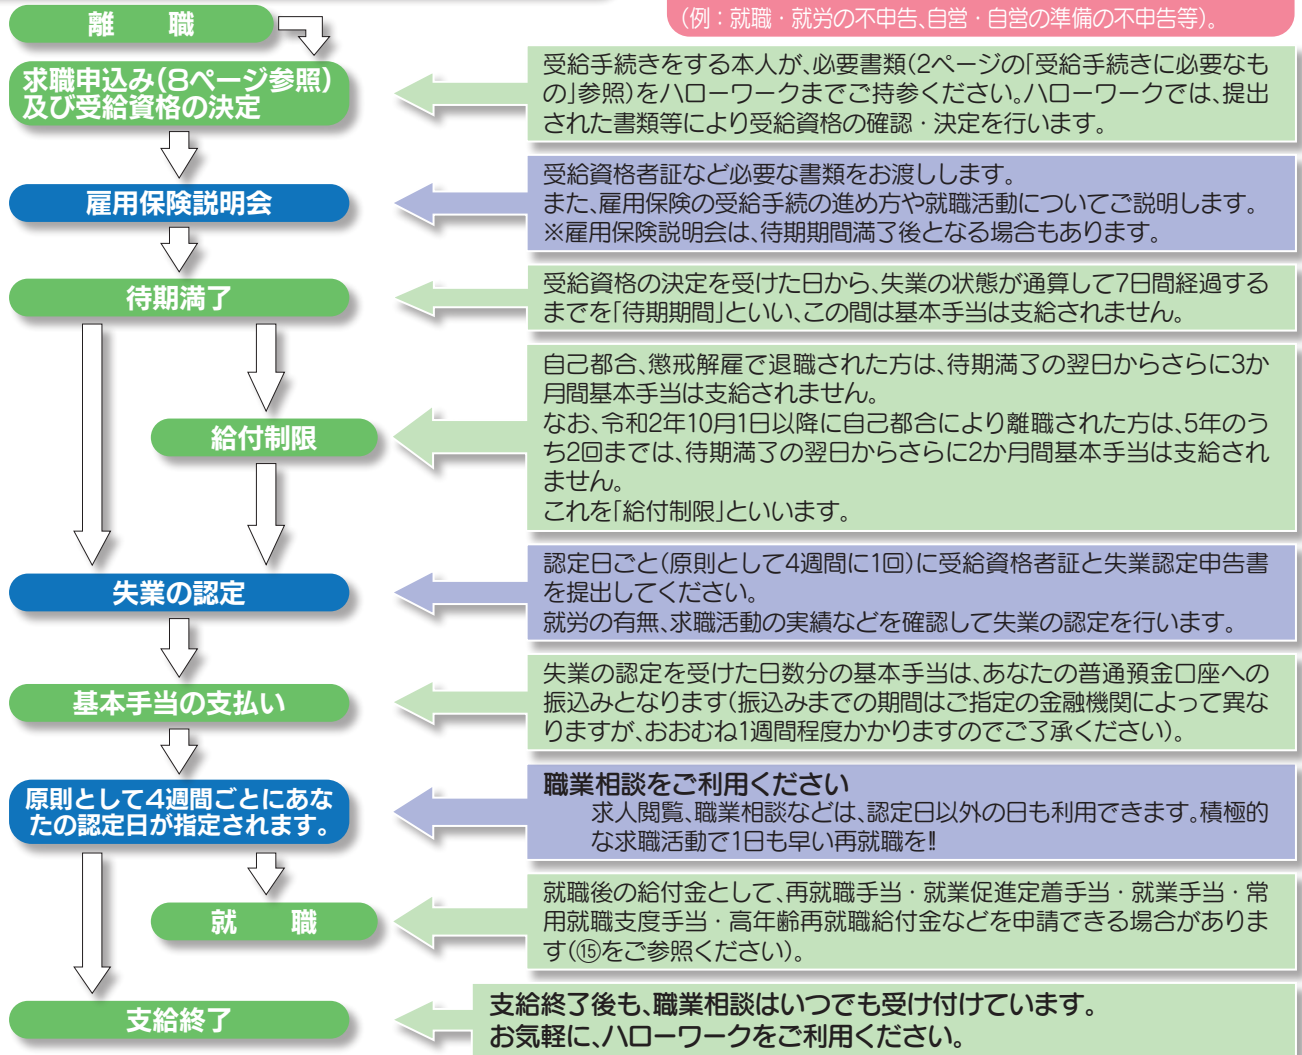 (例：就職・就労の不申告、自営・自営の準備の不申告等)。
離　職
求職申込み(8ページ参照)
及び受給資格の決定
受給手続きをする本人が、必要書類(2ページの「受給手続きに必要なも
の」参照)をハローワークまでご持参ください。ハローワークでは、提出
された書類等により受給資格の確認・決定を行います。
雇用保険説明会
受給資格者証など必要な書類をお渡しします。
また、雇用保険の受給手続の進め方や就職活動についてご説明します。
※雇用保険説明会は、待期期間満了後となる場合もあります。
待期満了
受給資格の決定を受けた日から、失業の状態が通算して7日間経過する
までを「待期期間」といい、この間は基本手当は支給されません。
給付制限
自己都合、懲戒解雇で退職された方は、待期満了の翌日からさらに3か
月間基本手当は支給されません。
なお、令和2年10月1日以降に自己都合により離職された方は、5年のう
ち2回までは、待期満了の翌日からさらに2か月間基本手当は支給され
ません。
これを「給付制限」といいます。
失業の認定
認定日ごと(原則として4週間に1回)に受給資格者証と失業認定申告書
を提出してください。
就労の有無、求職活動の実績などを確認して失業の認定を行います。
基本手当の支払い
失業の認定を受けた日数分の基本手当は、あなたの普通預金口座への
振込みとなります(振込みまでの期間はご指定の金融機関によって異な
りますが、おおむね1週間程度かかりますのでご了承ください)。
原則として4週間ごとにあな
たの認定日が指定されます。
職業相談をご利用ください
求人閲覧、職業相談などは、認定日以外の日も利用できます。積極的
な求職活動で1日も早い再就職を!!
就　職
就職後の給付金として、再就職手当・就業促進定着手当・就業手当・常
用就職支度手当・高年齢再就職給付金などを申請できる場合がありま
す(⑮をご参照ください)。
支給終了
支給終了後も、職業相談はいつでも受け付けています。
お気軽に、ハローワークをご利用ください。